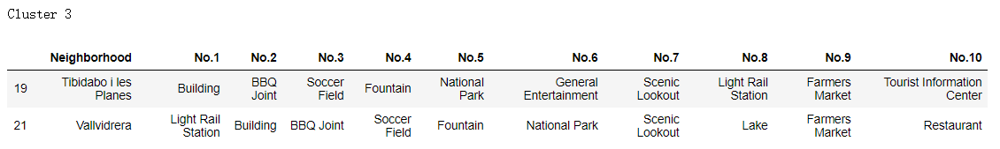 Cluster 3
Neighborhood No.1 No.2 No.3 No.4 No.5 No.6 No.7 No.8 No.9 No.10
19 Tibidabo i les Planes Building BBQ Joint Soccer Field Fountain National Park General Entertainment Scenic Lookout Light Rail Station Farmers Market Tourist Information Center
21 Vallvidrera Light Rail Station Building BBQ Joint Soccer Field Fountain National Park Scenic Lookout Lake Farmers Market Restaurant